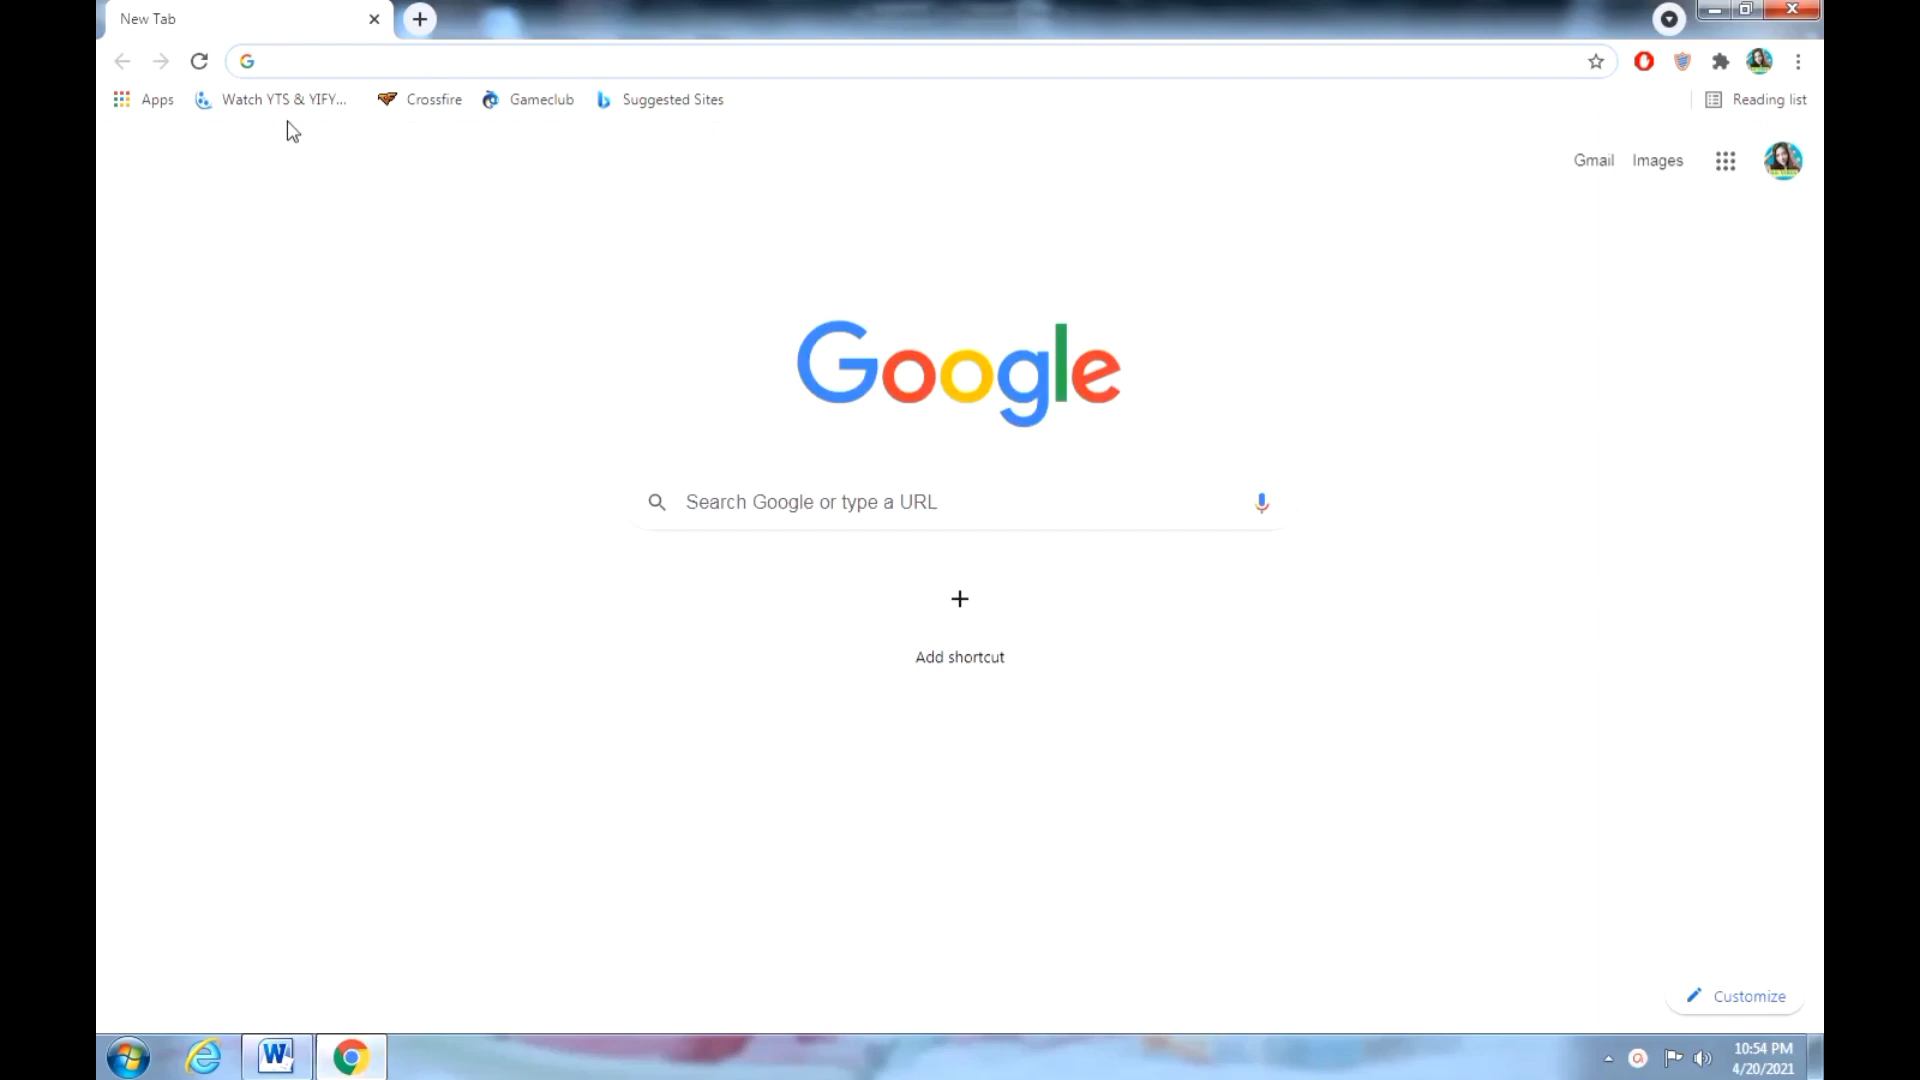 New Tab
Apps
Watch YTS & YIFY...
Crossfire
Gameclub
Suggested Sites
Reading list
Gmail
Images
Google
Search Google or type a URL
Add shortcut
Customize
10:54 PM
4/20/2021